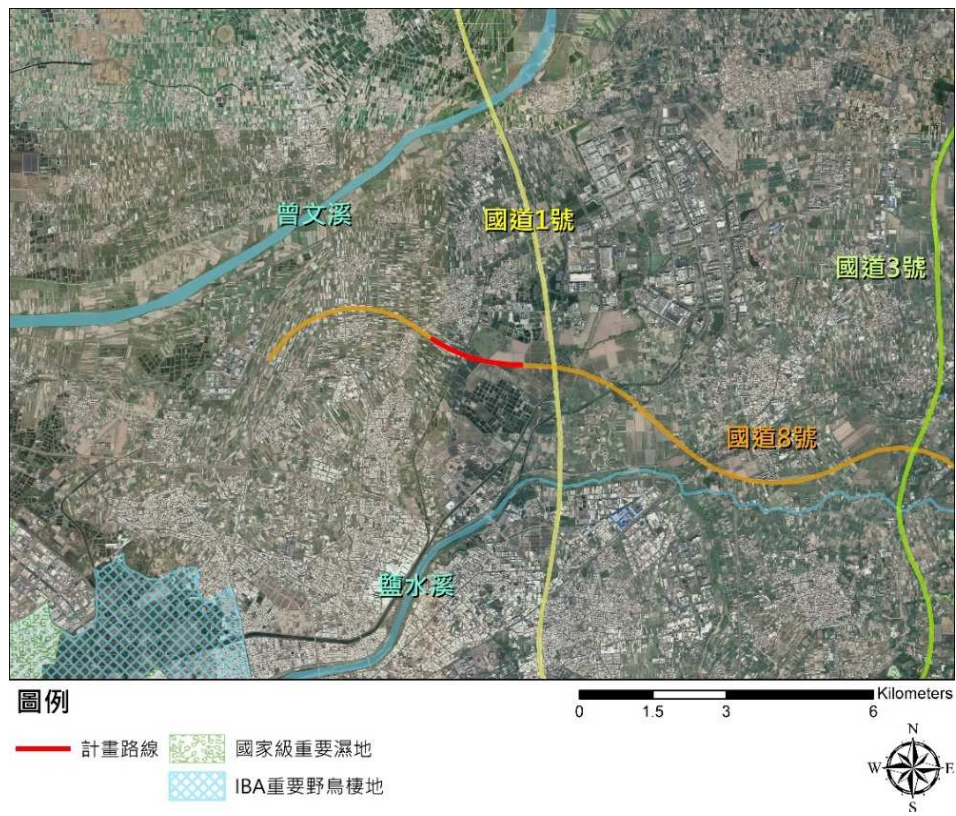 曾文溪
國道1號
國道3號
國道8號
鹽水溪
圖例
計畫路線
國家級重要濕地
IBA重要野鳥棲地
Kilometers
0 1.5 3 6
N
W E
S